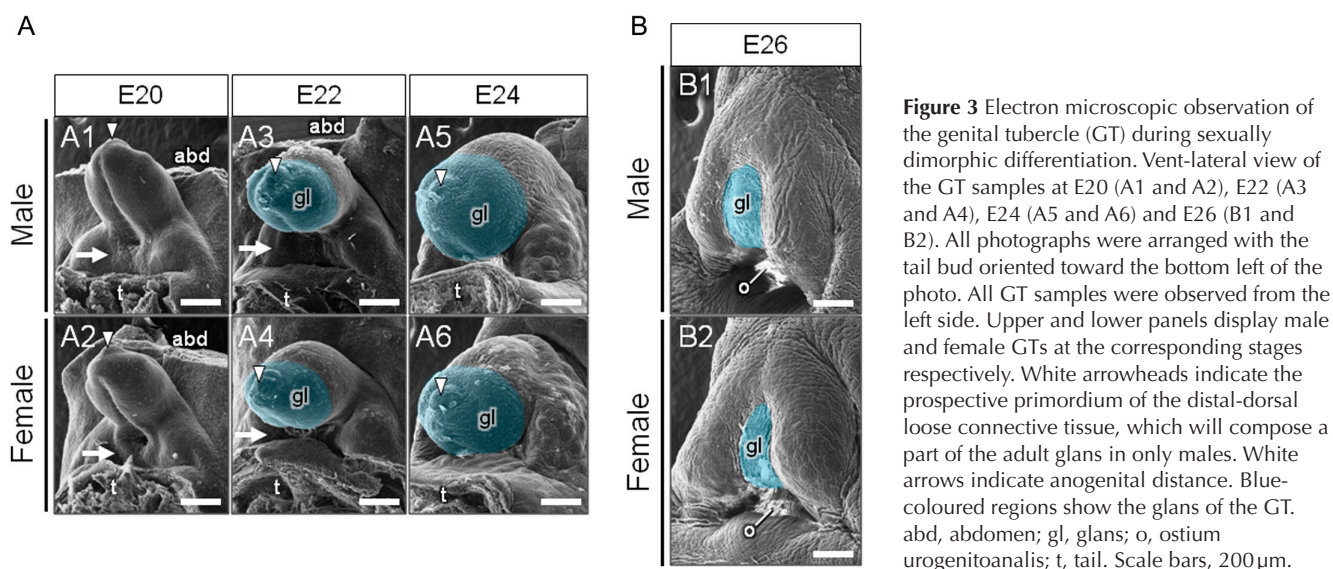 A
E20 E22 E24
Male
A1 abd
t
A3 abd
gl
t
A5
gl
t
Female
A2 abd
t
A4
gl
t
A6
gl
t
B
E26
Male
B1
gl
o
Female
B2
gl
o
Figure 3 Electron microscopic observation of
the genital tubercle (GT) during sexually
dimorphic differentiation. Vent-lateral view of
the GT samples at E20 (A1 and A2), E22 (A3
and A4), E24 (A5 and A6) and E26 (B1 and
B2). All photographs were arranged with the
tail bud oriented toward the bottom left of the
photo. All GT samples were observed from the
left side. Upper and lower panels display male
and female GTs at the corresponding stages
respectively. White arrowheads indicate the
prospective primordium of the distal-dorsal
loose connective tissue, which will compose a
part of the adult glans in only males. White
arrows indicate anogenital distance. Blue-
coloured regions show the glans of the GT.
abd, abdomen; gl, glans; o, ostium
urogenitoanalis; t, tail. Scale bars, 200 μm.